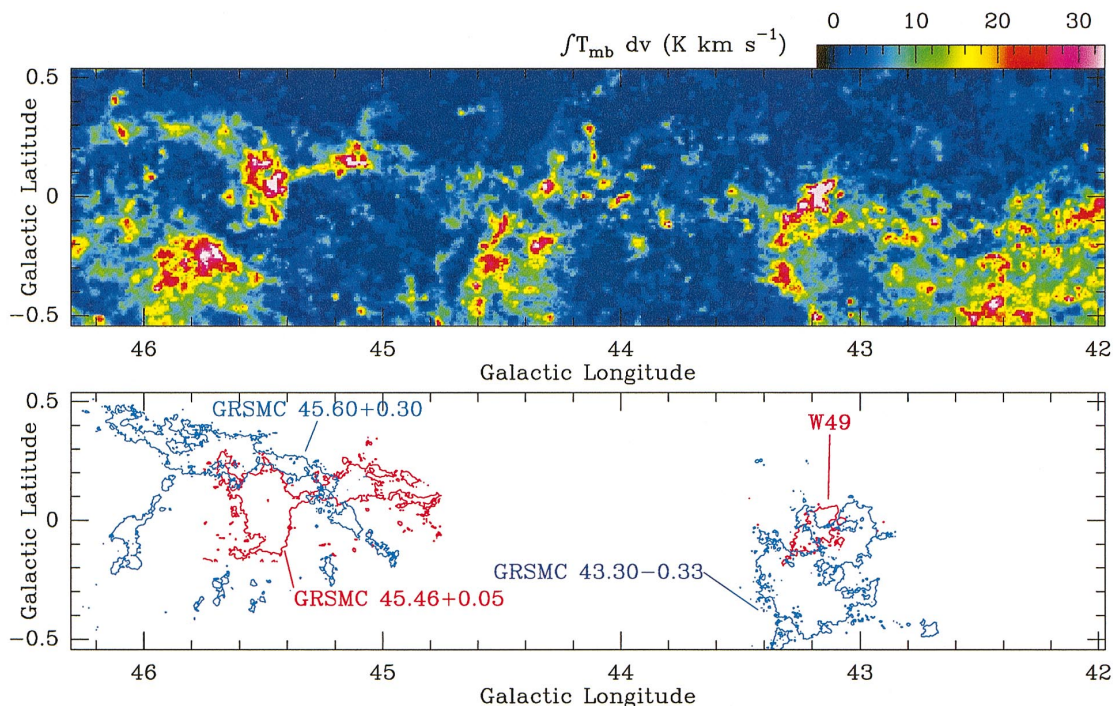 ∫T_mb dv (K km s⁻¹)
0 10 20 30
0.5
0
−0.5
Galactic Latitude
46 45 44 43 42
Galactic Longitude
0.5
0
−0.5
Galactic Latitude
GRSMC 45.60+0.30
W49
GRSMC 43.30−0.33
GRSMC 45.46+0.05
46 45 44 43 42
Galactic Longitude